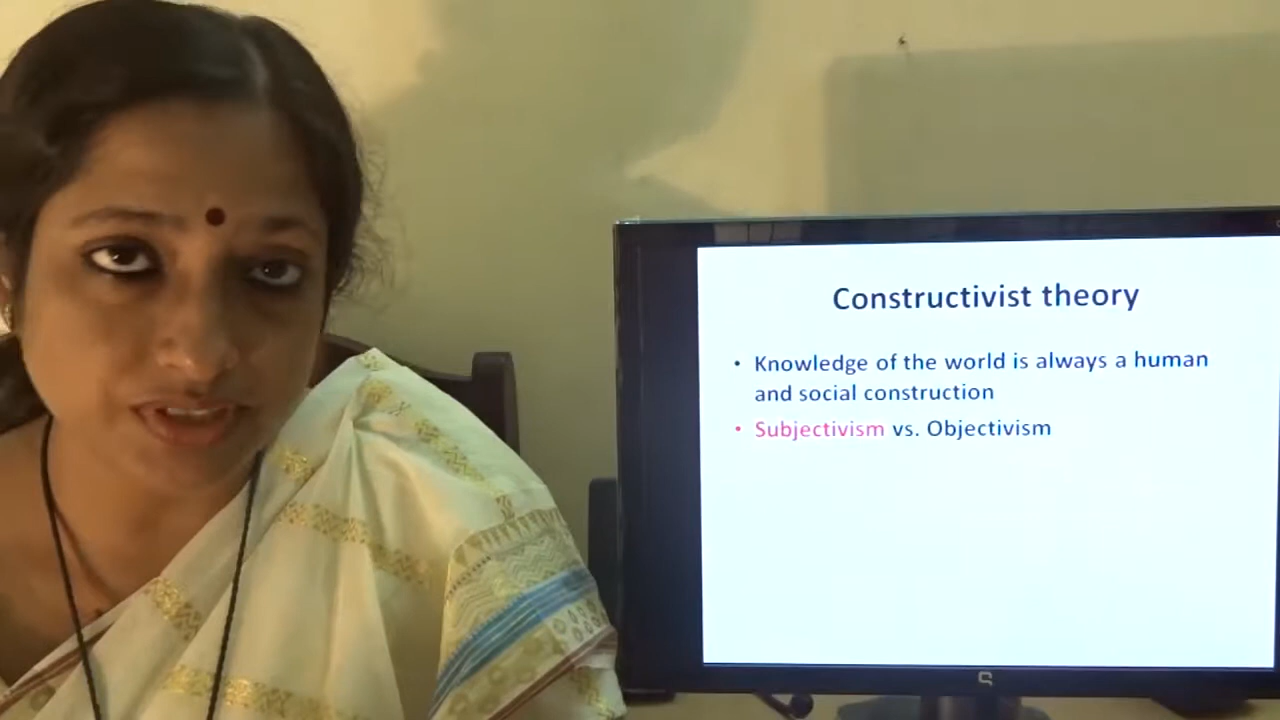 Constructivist theory
• Knowledge of the world is always a human
and social construction
• Subjectivism vs. Objectivism